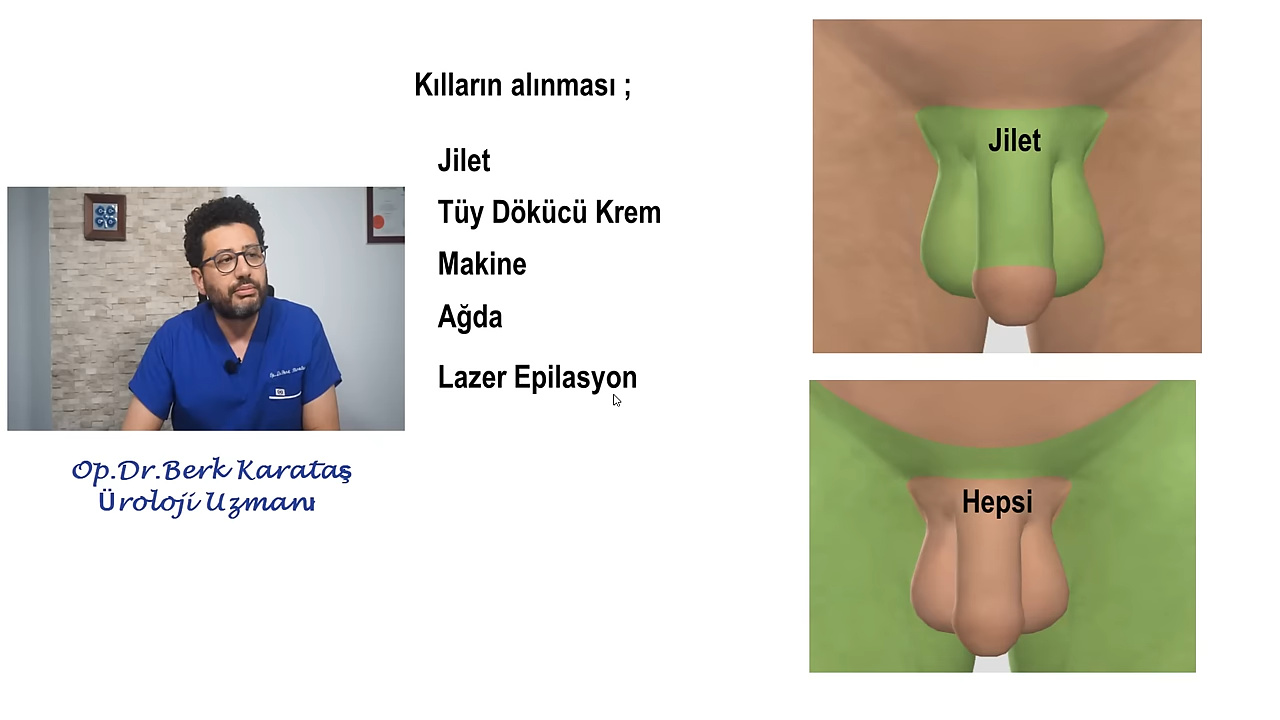 Kılların alınması ;
Jilet
Tüy Dökücü Krem
Makine
Ağda
Lazer Epilasyon
Op.Dr.Berk Karataş
Üroloji Uzmanı
Jilet
Hepsi